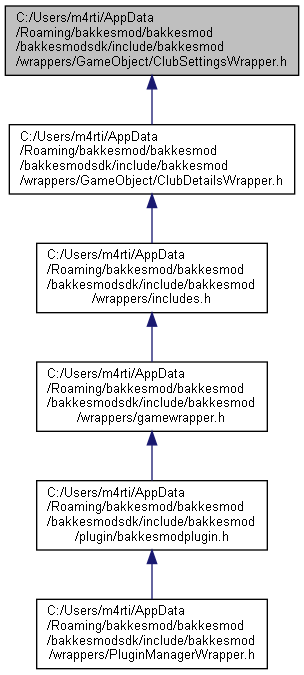 C:/Users/m4rti/AppData
/Roaming/bakkesmod/bakkesmod
/bakkesmodsdk/include/bakkesmod
/wrappers/GameObject/ClubSettingsWrapper.h
C:/Users/m4rti/AppData
/Roaming/bakkesmod/bakkesmod
/bakkesmodsdk/include/bakkesmod
/wrappers/GameObject/ClubDetailsWrapper.h
C:/Users/m4rti/AppData
/Roaming/bakkesmod/bakkesmod
/bakkesmodsdk/include/bakkesmod
/wrappers/includes.h
C:/Users/m4rti/AppData
/Roaming/bakkesmod/bakkesmod
/bakkesmodsdk/include/bakkesmod
/wrappers/gamewrapper.h
C:/Users/m4rti/AppData
/Roaming/bakkesmod/bakkesmod
/bakkesmodsdk/include/bakkesmod
/plugin/bakkesmodplugin.h
C:/Users/m4rti/AppData
/Roaming/bakkesmod/bakkesmod
/bakkesmodsdk/include/bakkesmod
/wrappers/PluginManagerWrapper.h